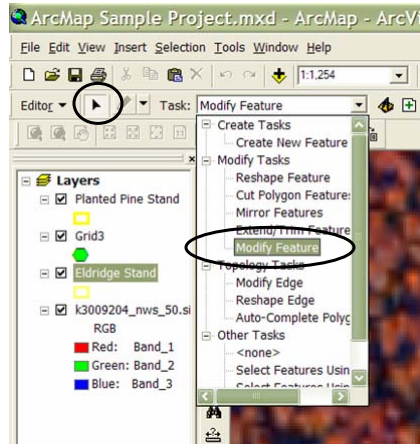 ArcMap Sample Project.mxd - ArcMap - ArcV
File Edit View Insert Selection Tools Window Help
1:1,254
Editor Task: Modify Feature
Create Tasks
Create New Feature
Modify Tasks
Reshape Feature
Cut Polygon Feature
Mirror Features
Extend/Trim Feature
Modify Feature
Topology Tasks
Modify Edge
Reshape Edge
Auto-Complete Polyg
Other Tasks
<none>
Select Features Usin
Select Features Usin
Layers
Planted Pine Stand
Grid3
Eldridge Stand
k3009204_nws_50.si
RGB
Red: Band_1
Green: Band_2
Blue: Band_3